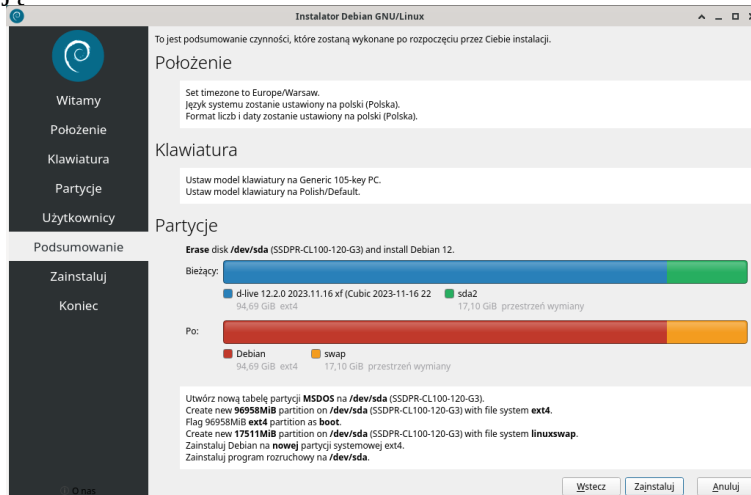 Instalator Debian GNU/Linux
To jest podsumowanie czynności, które zostaną wykonane po rozpoczęciu przez Ciebie instalacji.
Położenie
Set timezone to Europe/Warsaw.
Język systemu zostanie ustawiony na polski (Polska).
Format liczb i daty zostanie ustawiony na polski (Polska).
Klawiatura
Ustaw model klawiatury na Generic 105-key PC.
Ustaw model klawiatury na Polish/Default.
Partycje
Erase disk /dev/sda (SSDPR-CL100-120-G3) and install Debian 12.
Bieżący:
d-live 12.2.0 2023.11.16 xf (Cubic 2023-11-16 22 sda2
94,69 GiB ext4 17,10 GiB przestrzeń wymiany
Po:
Debian swap
94,69 GiB ext4 17,10 GiB przestrzeń wymiany
Utwórz nową tabelę partycji MSDOS na /dev/sda (SSDPR-CL100-120-G3).
Create new 96958MiB partition on /dev/sda (SSDPR-CL100-120-G3) with file system ext4.
Flag 96958MiB ext4 partition as boot.
Create new 17511MiB partition on /dev/sda (SSDPR-CL100-120-G3) with file system linuxswap.
Zainstaluj Debian na nowej partycji systemowej ext4.
Zainstaluj program rozruchowy na /dev/sda.
Witamy
Położenie
Klawiatura
Partycje
Użytkownicy
Podsumowanie
Zainstaluj
Koniec
O nas
Wstecz Zainstaluj Anuluj